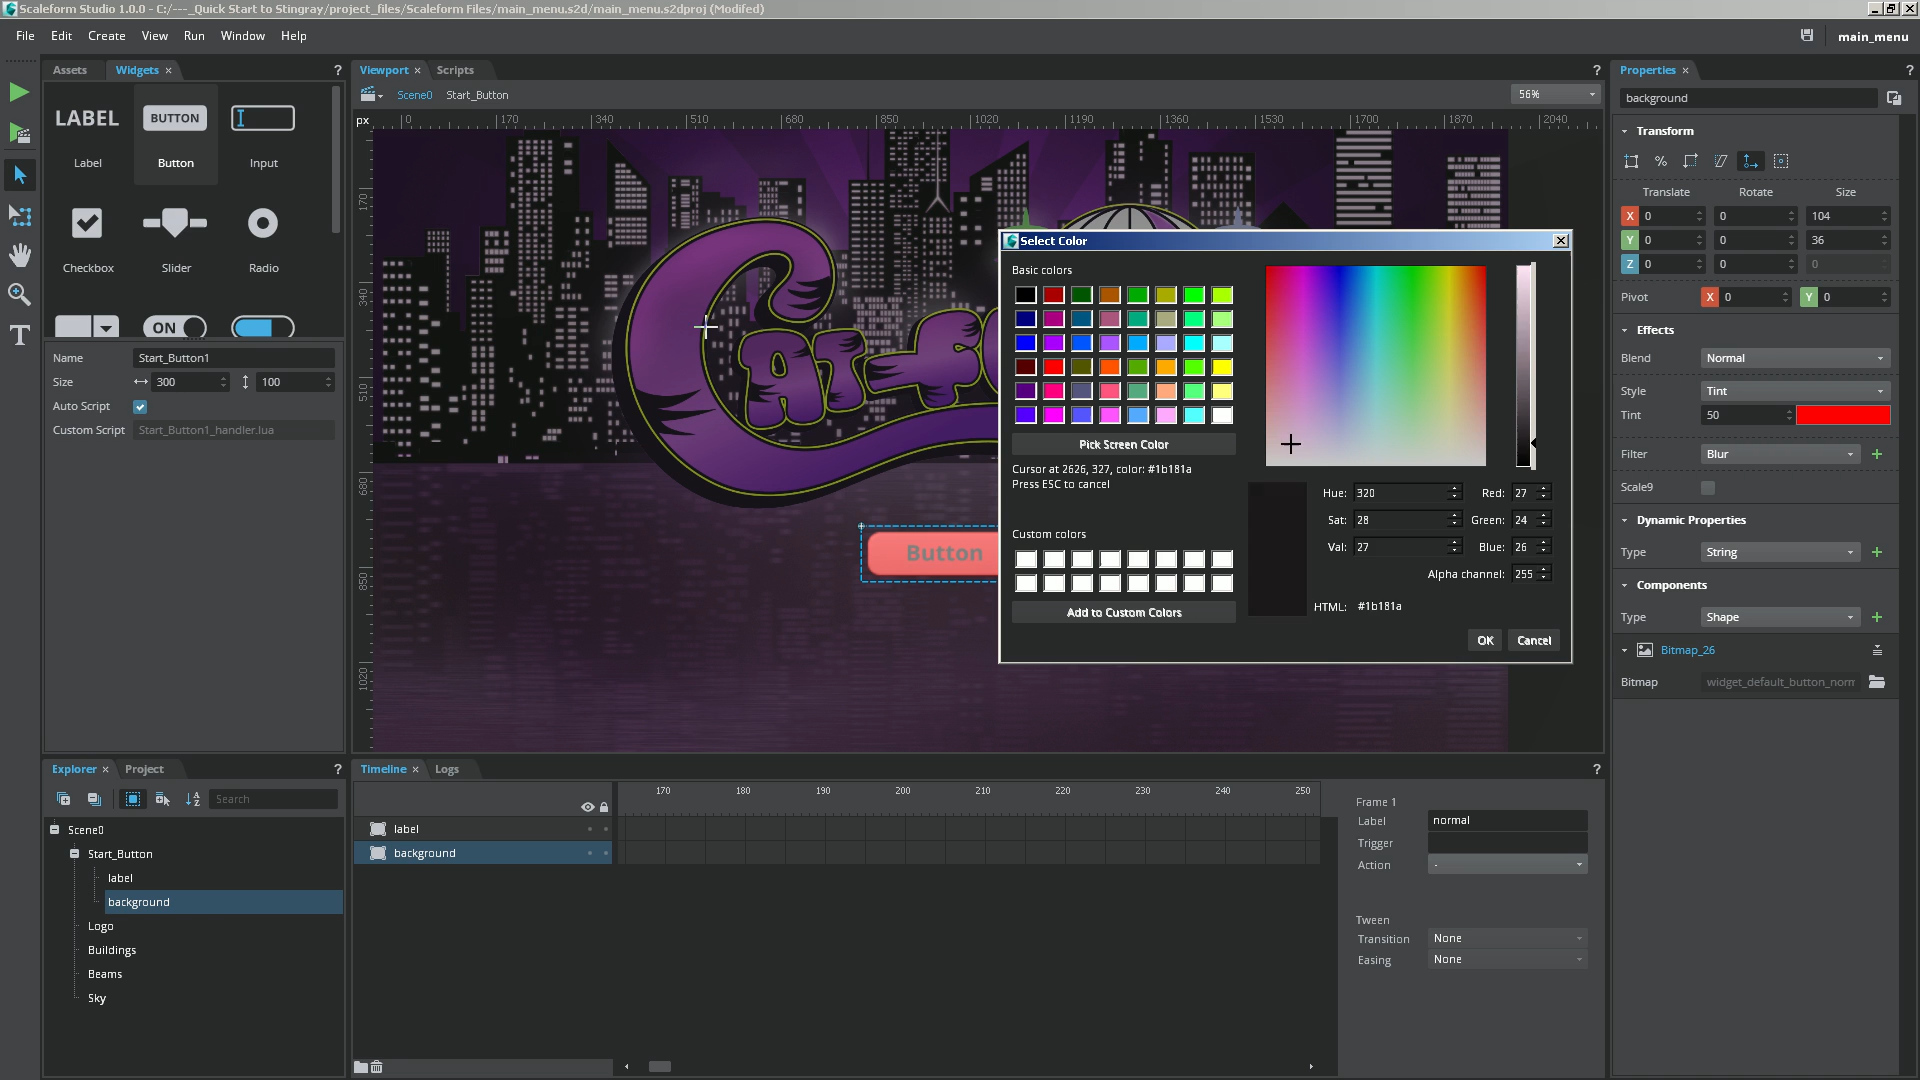 Scaleform Studio 1.0.0 - C:/---_Quick Start to Stingray/project_files/Scaleform Files/main_menu.s2d/main_menu.s2dproj (Modified)
File Edit Create View Run Window Help
main_menu
Assets Widgets × ?
LABEL BUTTON
Label Button Input
Checkbox Slider Radio
ON
Name Start_Button1
Size 300 100
Auto Script
Custom Script Start_Button1_handler.lua
Viewport × Scripts ?
Scene0 Start_Button 56%
px 0 170 340 510 680 850 1020 1190 1360 1530 1700 1870 2040
170
340
510
680
850
1020
CAT-F
Button
Select Color
Basic colors
Pick Screen Color
Cursor at 2626, 327, color: #1b181a
Press ESC to cancel
Custom colors
Add to Custom Colors
Hue: 320 Red: 27
Sat: 28 Green: 24
Val: 27 Blue: 26
Alpha channel: 255
HTML: #1b181a
OK Cancel
Properties × ?
background
Transform
%
Translate Rotate Size
X 0 0 104
Y 0 0 36
Z 0 0 0
Pivot X 0 Y 0
Effects
Blend Normal
Style Tint
Tint 50
Filter Blur +
Scale9
Dynamic Properties
Type String +
Components
Type Shape +
Bitmap_26
Bitmap widget_default_button_norm
Explorer × Project ?
A Z Search
Scene0
Start_Button
label
background
Logo
Buildings
Beams
Sky
Timeline × Logs ?
170 180 190 200 210 220 230 240 250
label
background
Frame 1
Label normal
Trigger
Action -
Tween
Transition None
Easing None